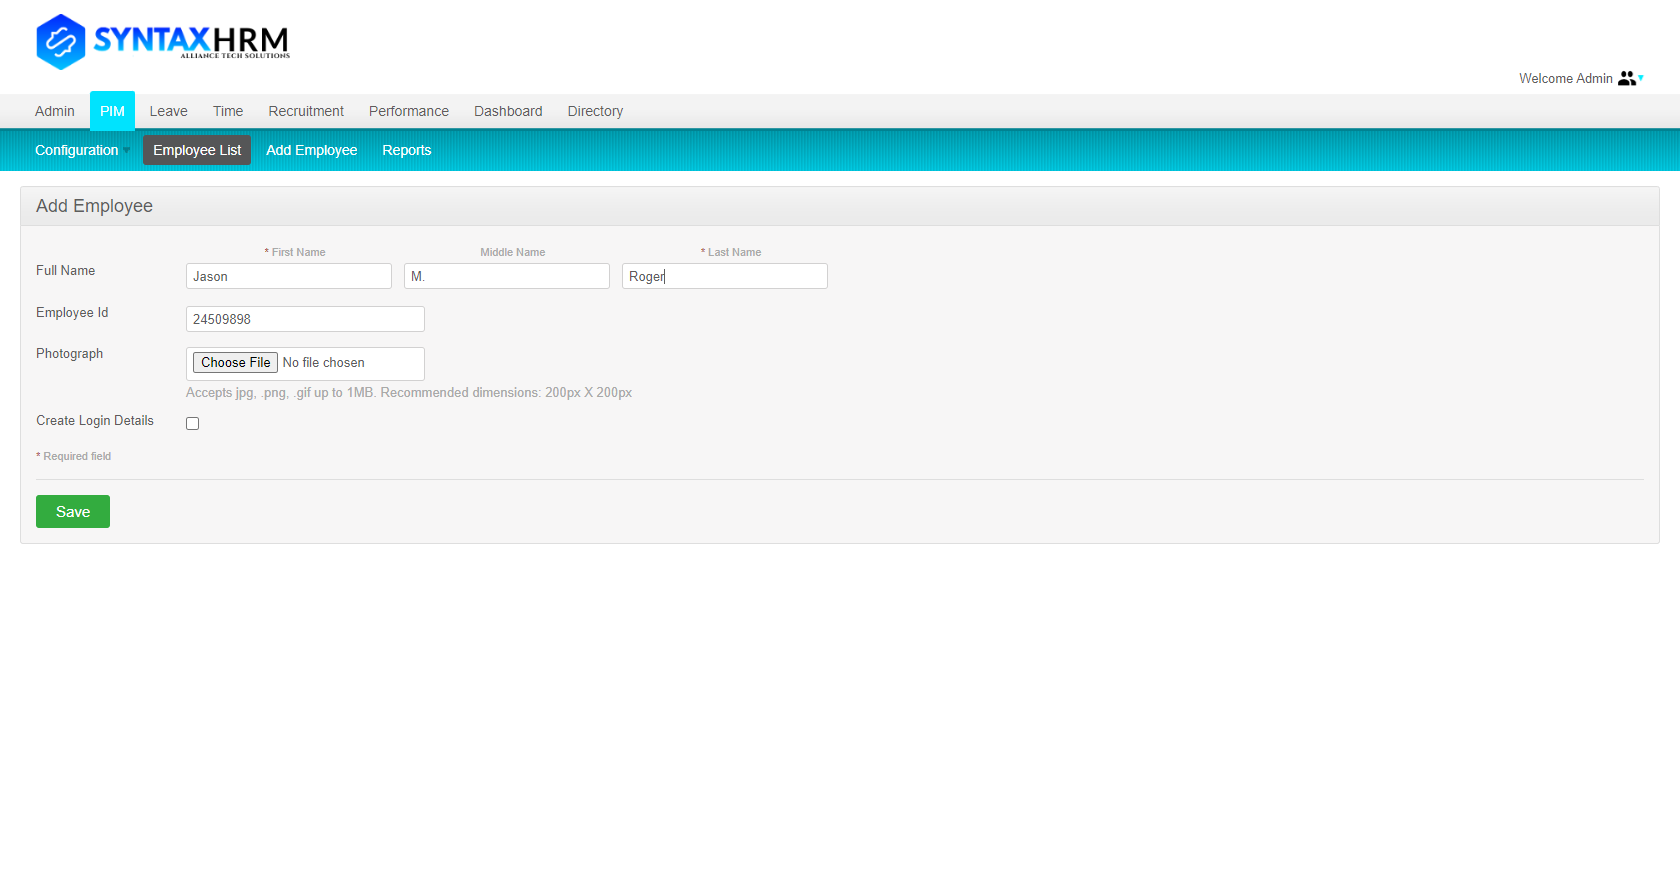 SYNTAXHRM
ALLIANCE TECH SOLUTIONS
Welcome Admin
Admin PIM Leave Time Recruitment Performance Dashboard Directory
Configuration Employee List Add Employee Reports
Add Employee
* First Name Middle Name * Last Name
Full Name Jason M. Roger
Employee Id 24509898
Photograph Choose File No file chosen
Accepts jpg, .png, .gif up to 1MB. Recommended dimensions: 200px X 200px
Create Login Details
* Required field
Save